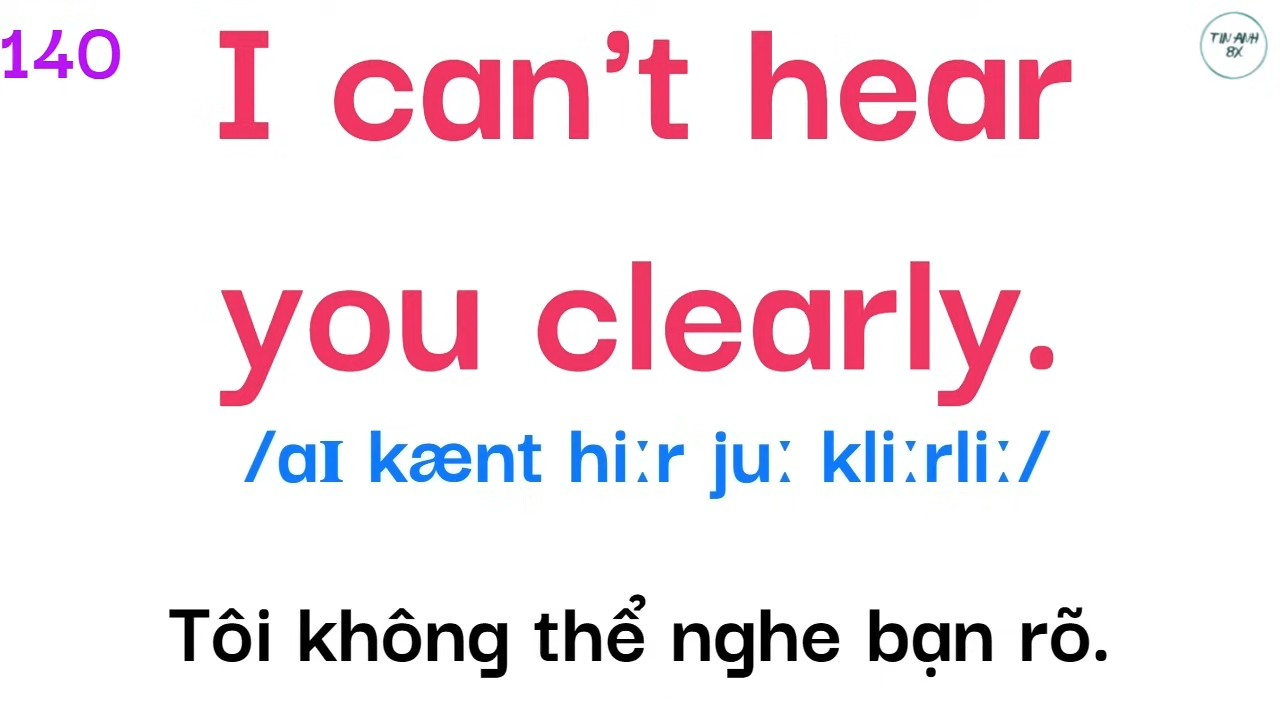 140
I can’t hear
TIN ANH
8X
you clearly.
/aɪ kænt hiːr juː kliːrliː/
Tôi không thể nghe bạn rõ.